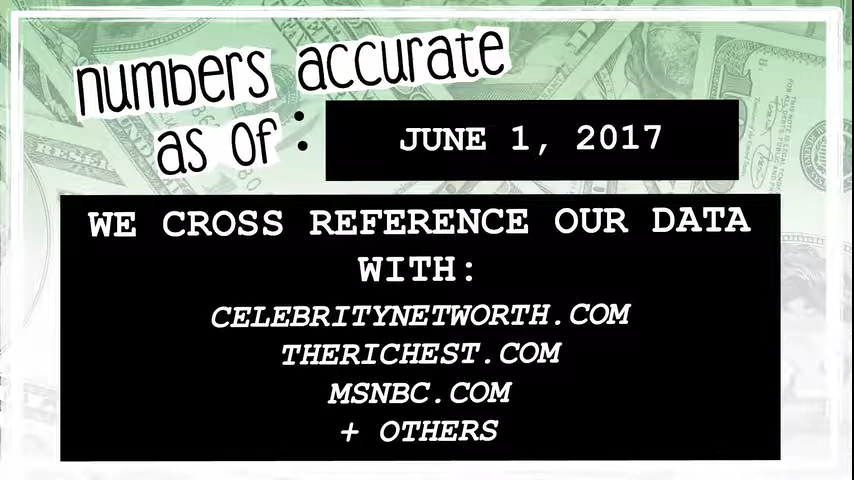 numbers accurate
as of:
JUNE 1, 2017
WE CROSS REFERENCE OUR DATA
WITH:
CELEBRITYNETWORTH.COM
THERICHEST.COM
MSNBC.COM
+ OTHERS